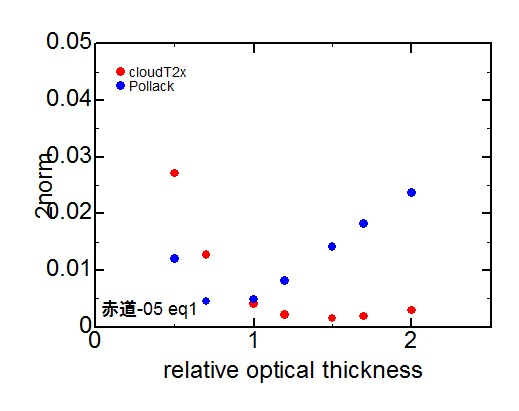 0.05
cloudT2x
Pollack
0.04
0.03
2norm
0.02
0.01
赤道-05 eq1
0
0 1 2
relative optical thickness